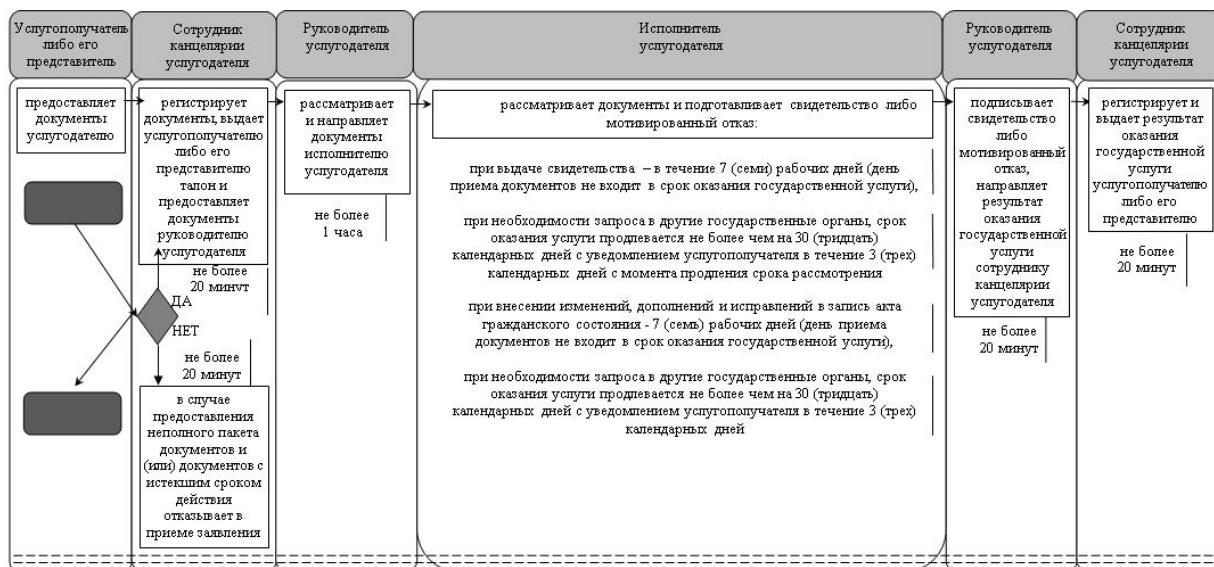 Услугополучатель
либо его
представитель
Сотрудник
канцелярии
услугодателя
Руководитель
услугодателя
Исполнитель
услугодателя
Руководитель
услугодателя
Сотрудник
канцелярии
услугодателя
предоставляет
документы
услугодателю
регистрирует
документы, выдает
услугополучателю
либо его
представителю
талон и
предоставляет
документы
руководителю
услугодателя
не более
20 минут
ДА
НЕТ
не более
20 минут
в случае
предоставления
неполного пакета
документов и
(или) документов с
истекшим сроком
действия
отказывает в
приеме заявления
рассматривает
и направляет
документы
исполнителю
услугодателя
не более
1 часа
рассматривает документы и подготавливает свидетельство либо
мотивированный отказ:
при выдаче свидетельства – в течение 7 (семи) рабочих дней (день
приема документов не входит в срок оказания государственной услуги),
при необходимости запроса в другие государственные органы, срок
оказания услуги продлевается не более чем на 30 (тридцать)
календарных дней с уведомлением услугополучателя в течение 3 (трех)
календарных дней с момента продления срока рассмотрения
при внесении изменений, дополнений и исправлений в запись акта
гражданского состояния - 7 (семь) рабочих дней (день приема
документов не входит в срок оказания государственной услуги),
при необходимости запроса в другие государственные органы, срок
оказания услуги продлевается не более чем на 30 (тридцать)
календарных дней с уведомлением услугополучателя в течение 3 (трех)
календарных дней
подписывает
свидетельство
либо
мотивированный
отказ,
направляет
результат
оказания
государственной
услуги
сотруднику
канцелярии
услугодателя
не более
20 минут
регистрирует и
выдает результат
оказания
государственной
услуги
услугополучателю
либо его
представителю
не более
20 минут